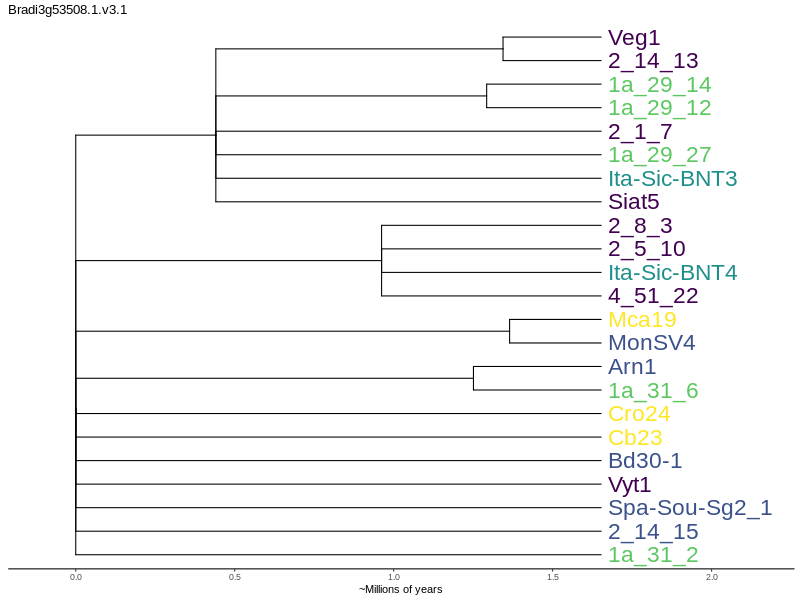 Bradi3g53508.1.v3.1
Veg1
2_14_13
1a_29_14
1a_29_12
2_1_7
1a_29_27
Ita-Sic-BNT3
Siat5
2_8_3
2_5_10
Ita-Sic-BNT4
4_51_22
Mca19
MonSV4
Arn1
1a_31_6
Cro24
Cb23
Bd30-1
Vyt1
Spa-Sou-Sg2_1
2_14_15
1a_31_2
0.0 0.5 1.0 1.5 2.0
~Millions of years